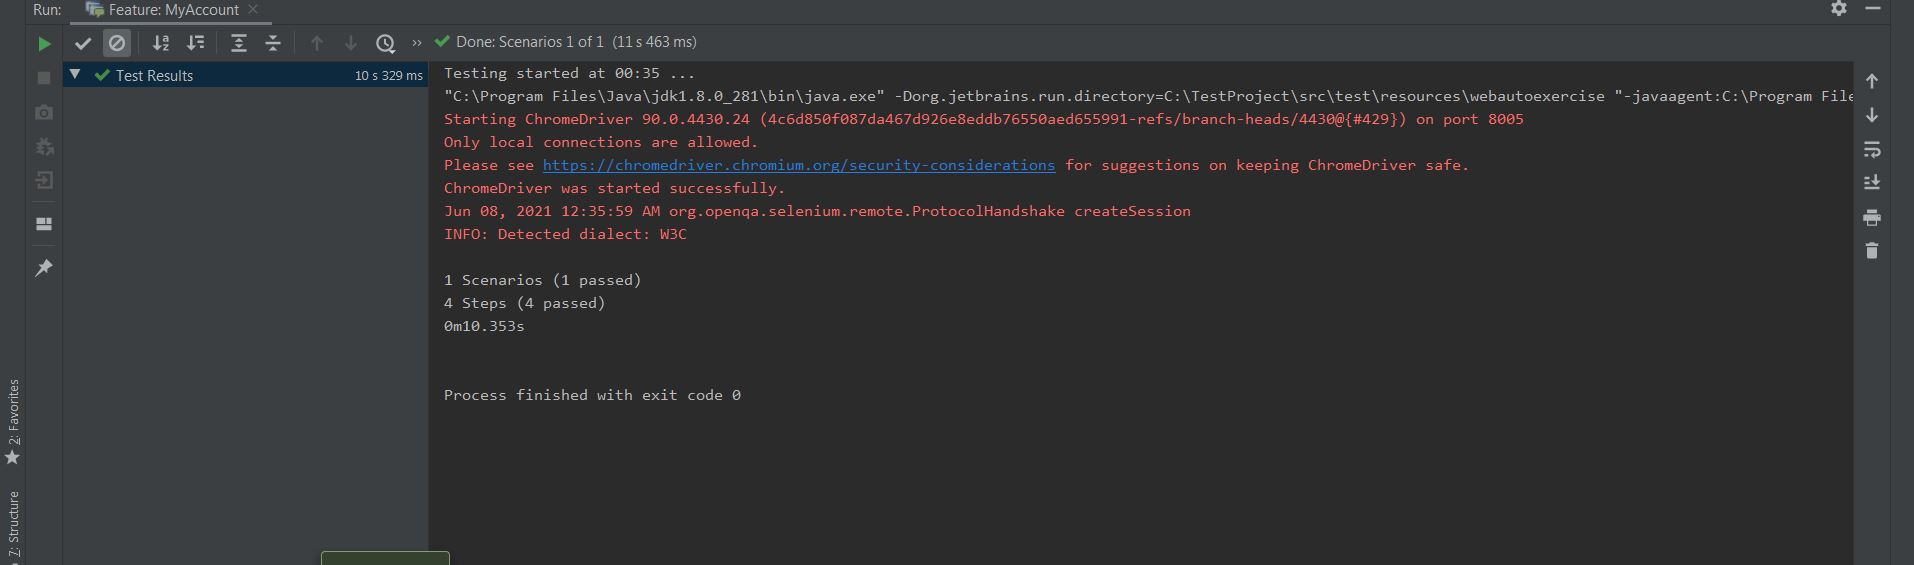 Run: Feature: MyAccount
» Done: Scenarios 1 of 1 (11 s 463 ms)
Test Results 10 s 329 ms
Testing started at 00:35 ...
"C:\Program Files\Java\jdk1.8.0_281\bin\java.exe" -Dorg.jetbrains.run.directory=C:\TestProject\src\test\resources\webautoexercise "-javaagent:C:\Program File
Starting ChromeDriver 90.0.4430.24 (4c6d850f087da467d926e8eddb76550aed655991-refs/branch-heads/4430@{#429}) on port 8005
Only local connections are allowed.
Please see https://chromedriver.chromium.org/security-considerations for suggestions on keeping ChromeDriver safe.
ChromeDriver was started successfully.
Jun 08, 2021 12:35:59 AM org.openqa.selenium.remote.ProtocolHandshake createSession
INFO: Detected dialect: W3C
1 Scenarios (1 passed)
4 Steps (4 passed)
0m10.353s
Process finished with exit code 0
2: Favorites
7: Structure